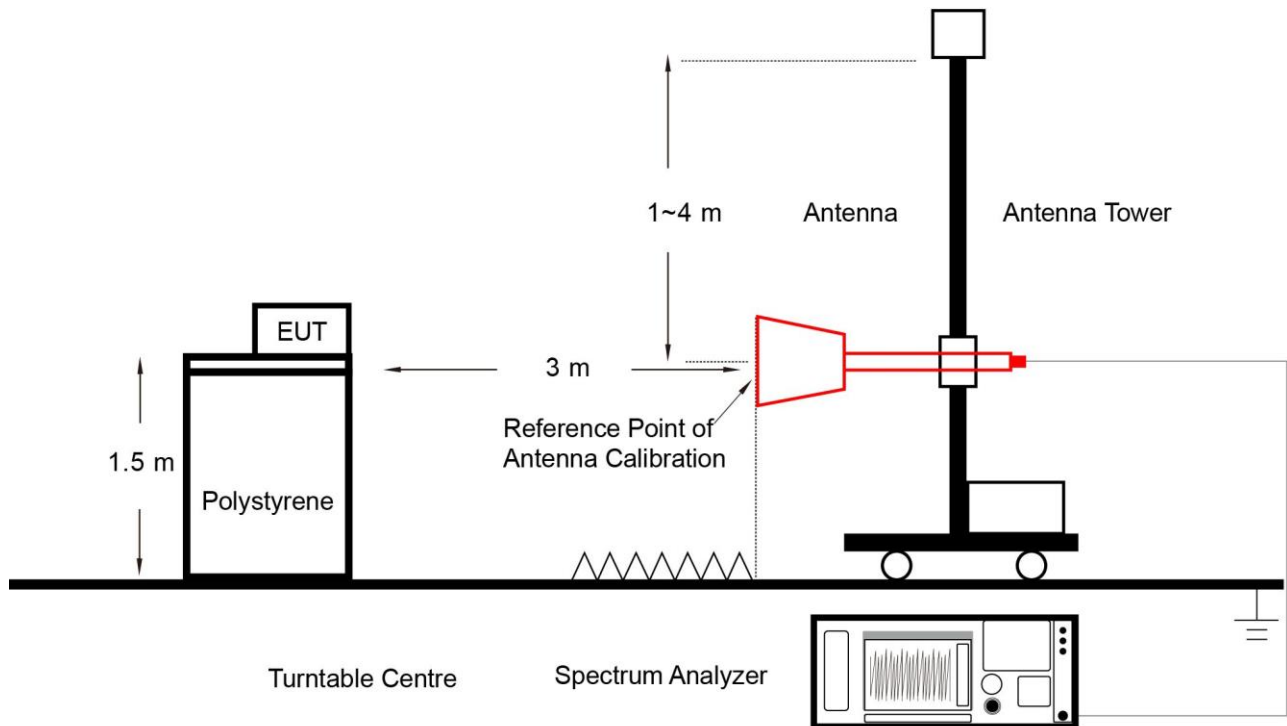 1~4 m
Antenna
Antenna Tower
EUT
3 m
Reference Point of
Antenna Calibration
1.5 m
Polystyrene
Turntable Centre
Spectrum Analyzer